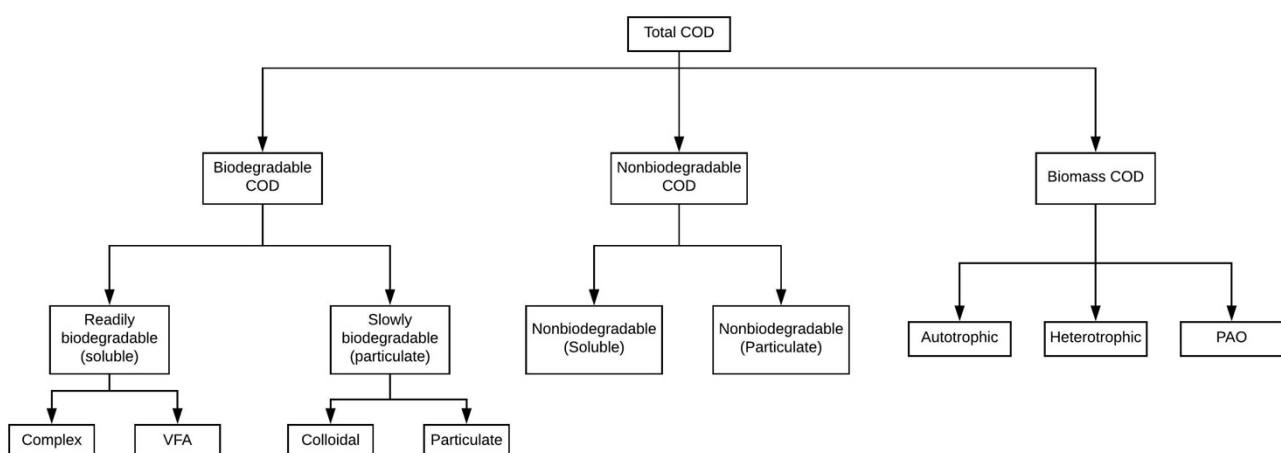 Total COD
Biodegradable
COD
Nonbiodegradable
COD
Biomass COD
Readily
biodegradable
(soluble)
Slowly
biodegradable
(particulate)
Nonbiodegradable
(Soluble)
Nonbiodegradable
(Particulate)
Autotrophic
Heterotrophic
PAO
Complex
VFA
Colloidal
Particulate